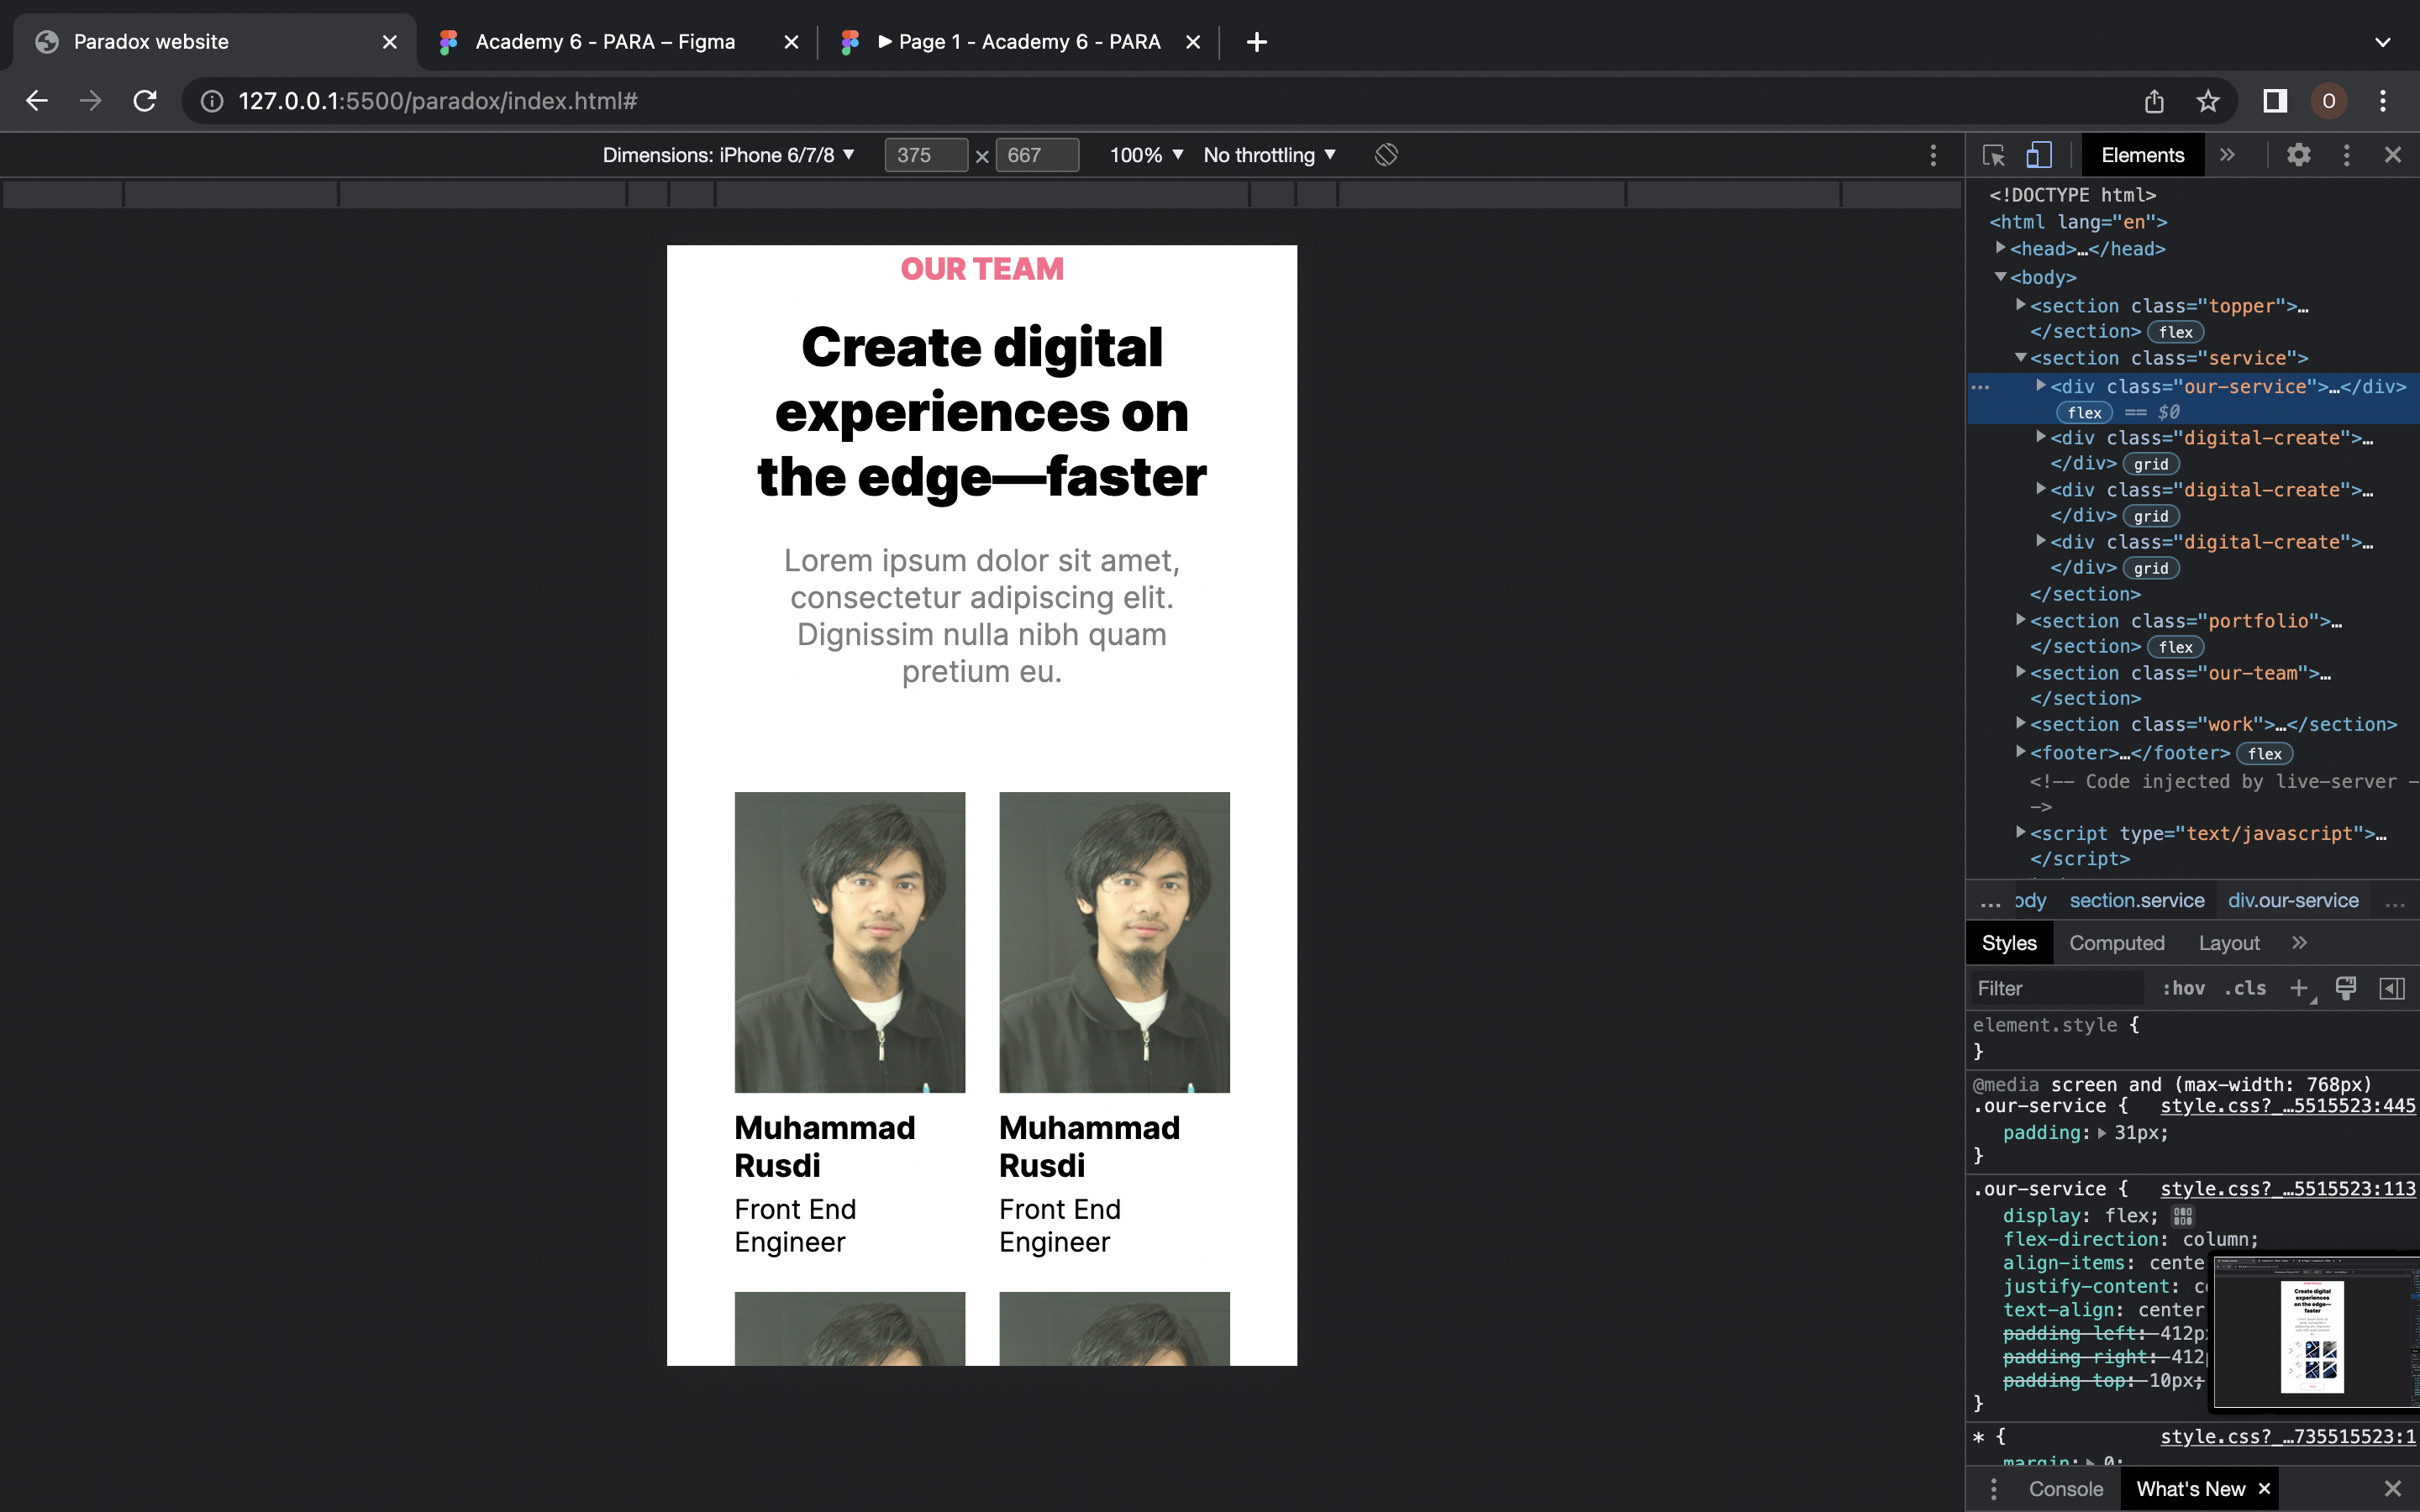 Paradox website
Academy 6 - PARA – Figma
Page 1 - Academy 6 - PARA
127.0.0.1:5500/paradox/index.html#
O
Dimensions: iPhone 6/7/8 ▼ 375 × 667 100% ▼ No throttling ▼
Elements
OUR TEAM
Create digital
experiences on
the edge—faster
Lorem ipsum dolor sit amet,
consectetur adipiscing elit.
Dignissim nulla nibh quam
pretium eu.
Muhammad
Rusdi
Front End
Engineer
Muhammad
Rusdi
Front End
Engineer
<!DOCTYPE html>
<html lang="en">
<head>…</head>
<body>
<section class="topper">…
</section> flex
<section class="service">
<div class="our-service">…</div>
flex == $0
<div class="digital-create">…
</div> grid
<div class="digital-create">…
</div> grid
<div class="digital-create">…
</div> grid
</section>
<section class="portfolio">…
</section> flex
<section class="our-team">…
</section>
<section class="work">…</section>
<footer>…</footer> flex
<!-- Code injected by live-server -
->
<script type="text/javascript">…
</script>
… ody section.service div.our-service …
Styles Computed Layout
Filter :hov .cls
element.style {
}
@media screen and (max-width: 768px)
.our-service { style.css?_…5515523:445
padding: 31px;
}
.our-service { style.css?_…5515523:113
display: flex;
flex-direction: column;
align-items: cente
justify-content: c
text-align: center
padding-left: 412p
padding-right: 412
padding-top: 10px;
}
* { style.css?_…735515523:1
margin: 0;
Create digital
experiences
on the edge—
faster
Console What's New